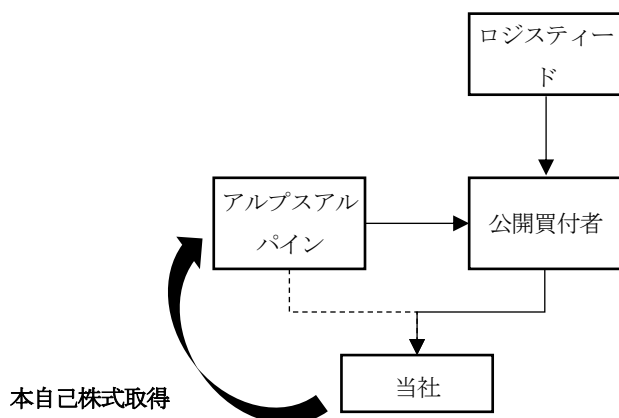 ロジスティー
ド
アルプスアル
パイン
公開買付者
当社
本自己株式取得